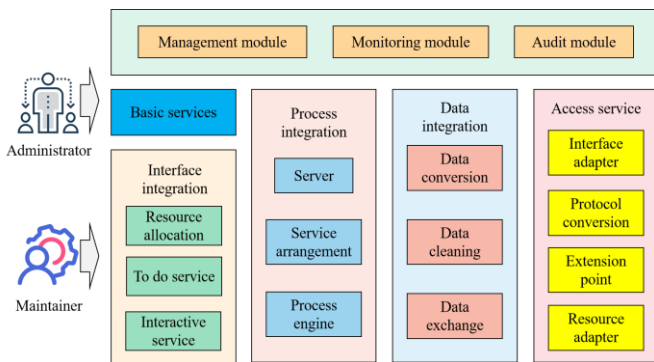 Management module
Monitoring module
Audit module
Administrator
Maintainer
Basic services
Interface
integration
Resource
allocation
To do service
Interactive
service
Process
integration
Server
Service
arrangement
Process
engine
Data
integration
Data
conversion
Data
cleaning
Data
exchange
Access service
Interface
adapter
Protocol
conversion
Extension
point
Resource
adapter